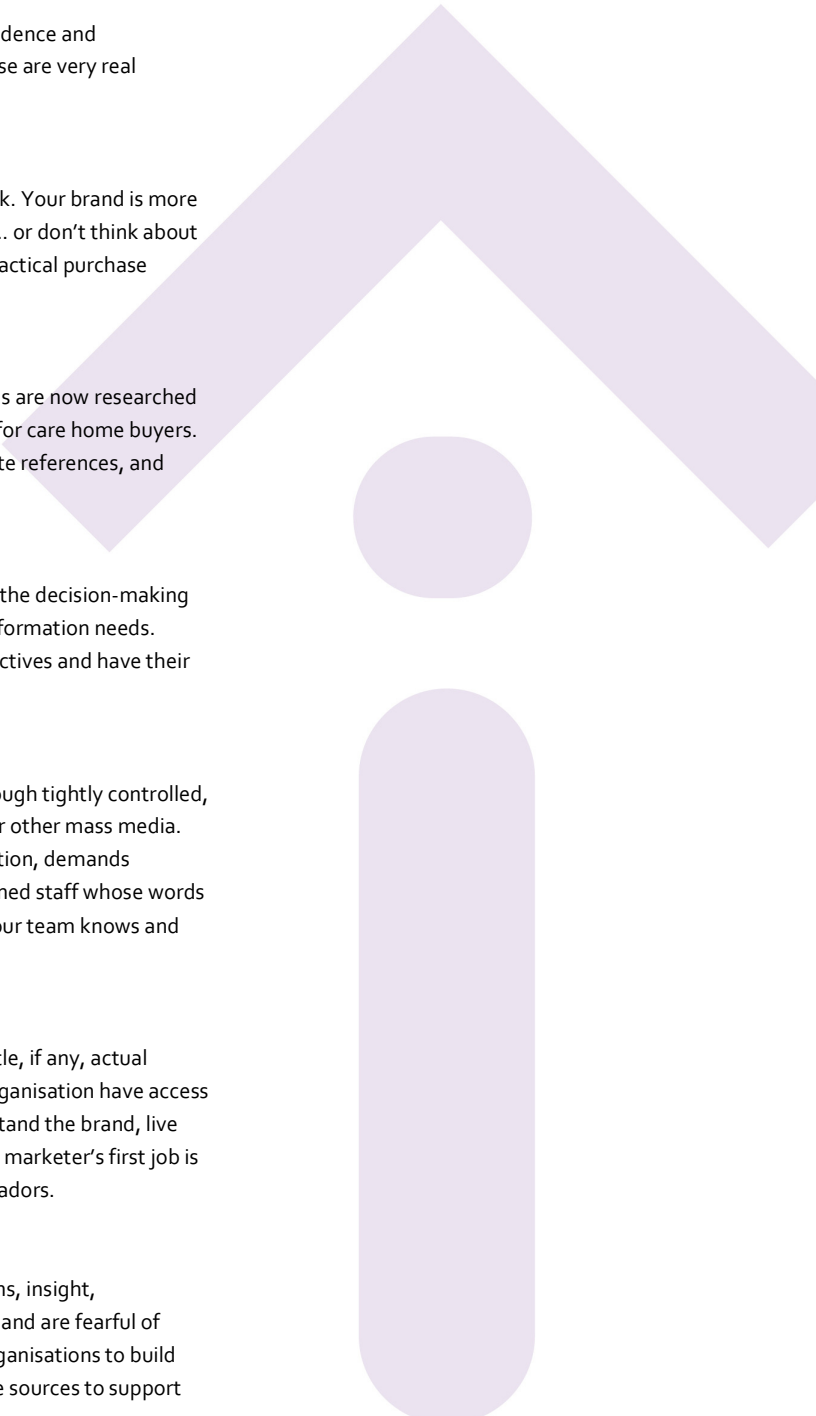 dence and
se are very real
k. Your brand is more
.. or don’t think about
actical purchase
s are now researched
for care home buyers.
te references, and
the decision-making
formation needs.
ctives and have their
ough tightly controlled,
r other mass media.
tion, demands
ned staff whose words
our team knows and
tle, if any, actual
ganisation have access
tand the brand, live
marketer’s first job is
adors.
ns, insight,
and are fearful of
ganisations to build
e sources to support